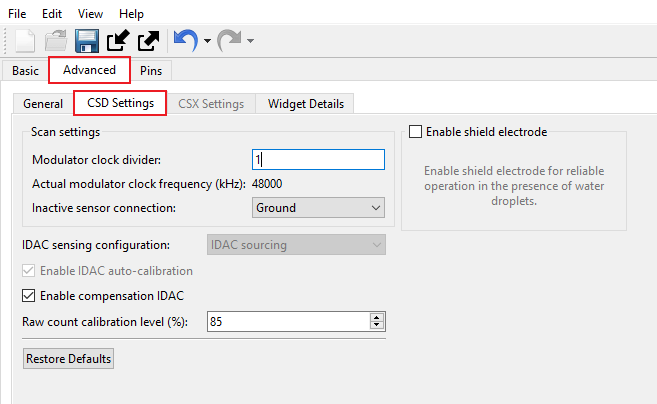 File Edit View Help
Basic Advanced Pins
General CSD Settings CSX Settings Widget Details
Scan settings
Modulator clock divider: 1
Actual modulator clock frequency (kHz): 48000
Inactive sensor connection: Ground
Enable shield electrode
Enable shield electrode for reliable
operation in the presence of water
droplets.
IDAC sensing configuration: IDAC sourcing
Enable IDAC auto-calibration
Enable compensation IDAC
Raw count calibration level (%): 85
Restore Defaults